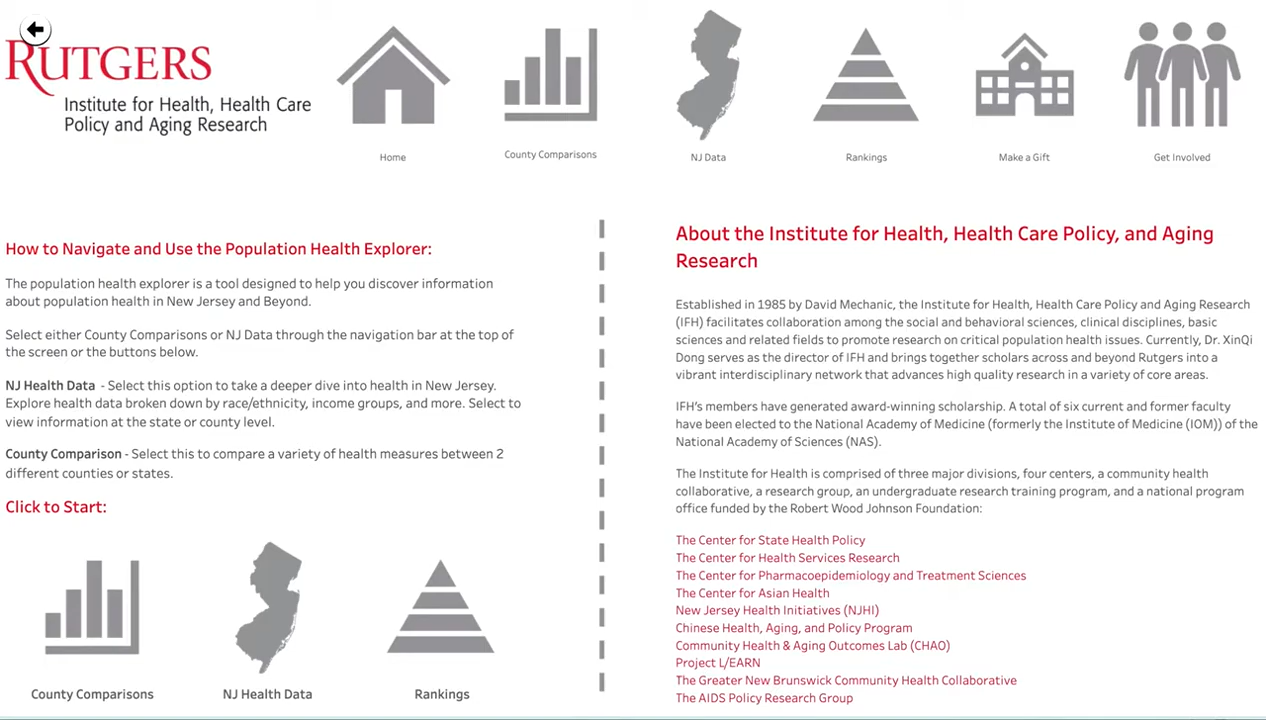 RUTGERS
Institute for Health, Health Care
Policy and Aging Research
Home
County Comparisons
NJ Data
Rankings
Make a Gift
Get Involved
How to Navigate and Use the Population Health Explorer:
The population health explorer is a tool designed to help you discover information
about population health in New Jersey and Beyond.
Select either County Comparisons or NJ Data through the navigation bar at the top of
the screen or the buttons below.
NJ Health Data - Select this option to take a deeper dive into health in New Jersey.
Explore health data broken down by race/ethnicity, income groups, and more. Select to
view information at the state or county level.
County Comparison - Select this to compare a variety of health measures between 2
different counties or states.
Click to Start:
County Comparisons
NJ Health Data
Rankings
About the Institute for Health, Health Care Policy, and Aging
Research
Established in 1985 by David Mechanic, the Institute for Health, Health Care Policy and Aging Research
(IFH) facilitates collaboration among the social and behavioral sciences, clinical disciplines, basic
sciences and related fields to promote research on critical population health issues. Currently, Dr. XinQi
Dong serves as the director of IFH and brings together scholars across and beyond Rutgers into a
vibrant interdisciplinary network that advances high quality research in a variety of core areas.
IFH's members have generated award-winning scholarship. A total of six current and former faculty
have been elected to the National Academy of Medicine (formerly the Institute of Medicine (IOM)) of the
National Academy of Sciences (NAS).
The Institute for Health is comprised of three major divisions, four centers, a community health
collaborative, a research group, an undergraduate research training program, and a national program
office funded by the Robert Wood Johnson Foundation:
The Center for State Health Policy
The Center for Health Services Research
The Center for Pharmacoepidemiology and Treatment Sciences
The Center for Asian Health
New Jersey Health Initiatives (NJHI)
Chinese Health, Aging, and Policy Program
Community Health & Aging Outcomes Lab (CHAO)
Project L/EARN
The Greater New Brunswick Community Health Collaborative
The AIDS Policy Research Group